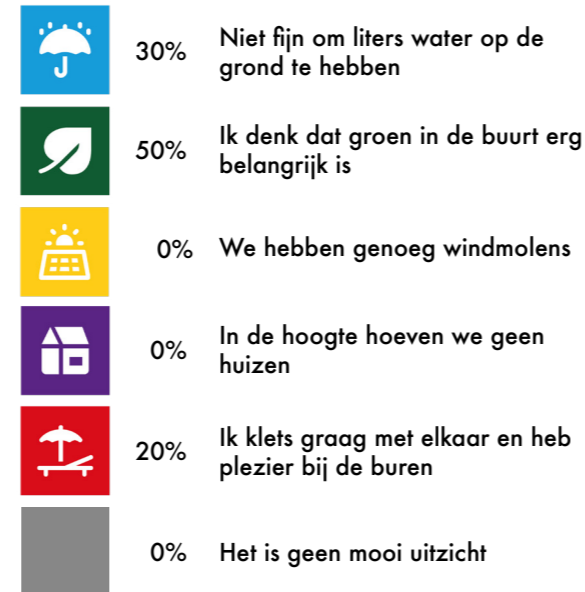 30% Niet fijn om liters water op de
grond te hebben
50% Ik denk dat groen in de buurt erg
belangrijk is
0% We hebben genoeg windmolens
0% In de hoogte hoeven we geen
huizen
20% Ik klets graag met elkaar en heb
plezier bij de buren
0% Het is geen mooi uitzicht